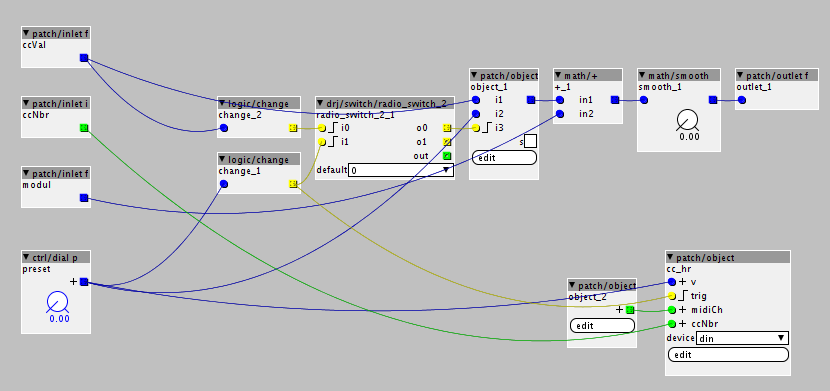 ▼ patch/inlet f
ccVal
▼ patch/inlet i
ccNbr
▼ patch/inlet f
modul
▼ ctrl/dial p
preset
+
0.00
▼ logic/change
change_2
▼ logic/change
change_1
▼ drj/switch/radio_switch_2
radio_switch_2_1
i0 o0
i1 o1
out
default 0 ▼
▼ patch/object
object_1
i1
i2
i3
s
edit
▼ math/+
+_1
in1
in2
▼ math/smooth
smooth_1
0.00
▼ patch/outlet f
outlet_1
▼ patch/object
object_2
+
edit
▼ patch/object
cc_hr
+ v
trig
+ midiCh
+ ccNbr
device din ▼
edit